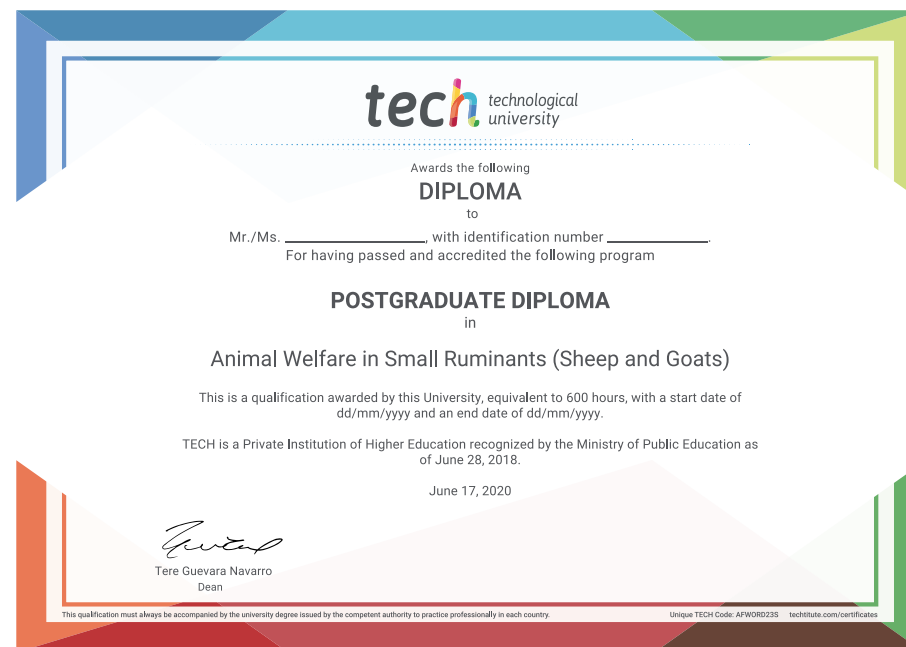 tech technological
university
Awards the following
DIPLOMA
to
Mr./Ms. ____________, with identification number ____________.
For having passed and accredited the following program
POSTGRADUATE DIPLOMA
in
Animal Welfare in Small Ruminants (Sheep and Goats)
This is a qualification awarded by this University, equivalent to 600 hours, with a start date of
dd/mm/yyyy and an end date of dd/mm/yyyy.
TECH is a Private Institution of Higher Education recognized by the Ministry of Public Education as
of June 28, 2018.
June 17, 2020
Tere Guevara Navarro
Dean
This qualification must always be accompanied by the university degree issued by the competent authority to practice professionally in each country.
Unique TECH Code: AFWORD23S techtitute.com/certificates